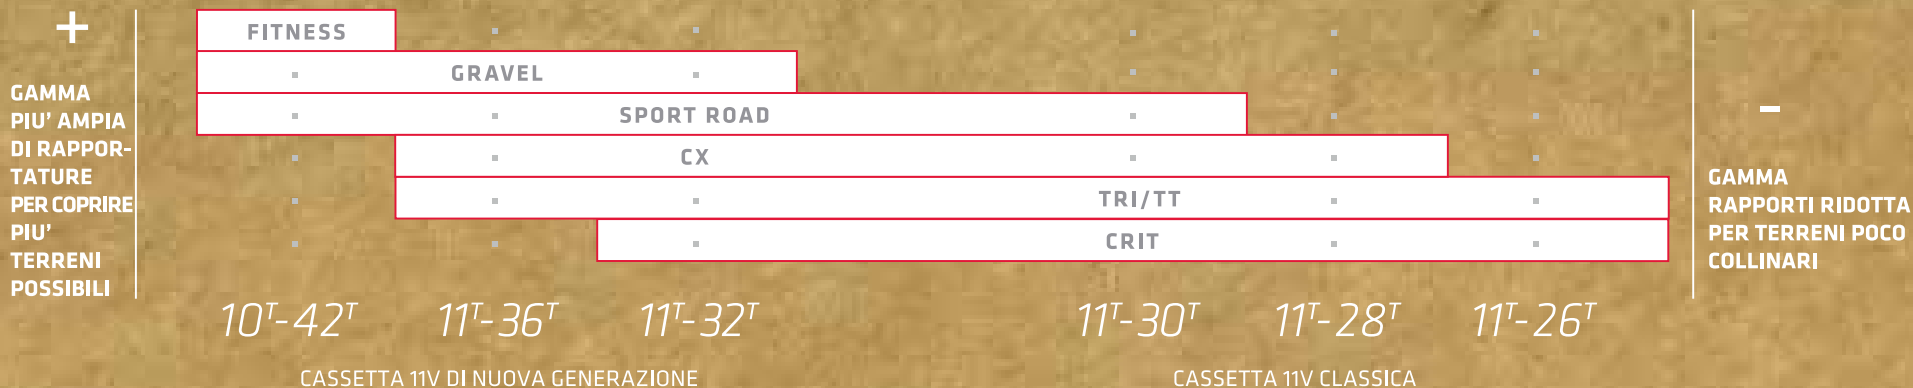 +
GAMMA
PIU' AMPIA
DI RAPPOR-
TATURE
PER COPRIRE
PIU'
TERRENI
POSSIBILI
FITNESS
GRAVEL
SPORT ROAD
CX
TRI/TT
CRIT
-
GAMMA
RAPPORTI RIDOTTA
PER TERRENI POCO
COLLINARI
10T-42T 11T-36T 11T-32T 11T-30T 11T-28T 11T-26T
CASSETTA 11V DI NUOVA GENERAZIONE CASSETTA 11V CLASSICA